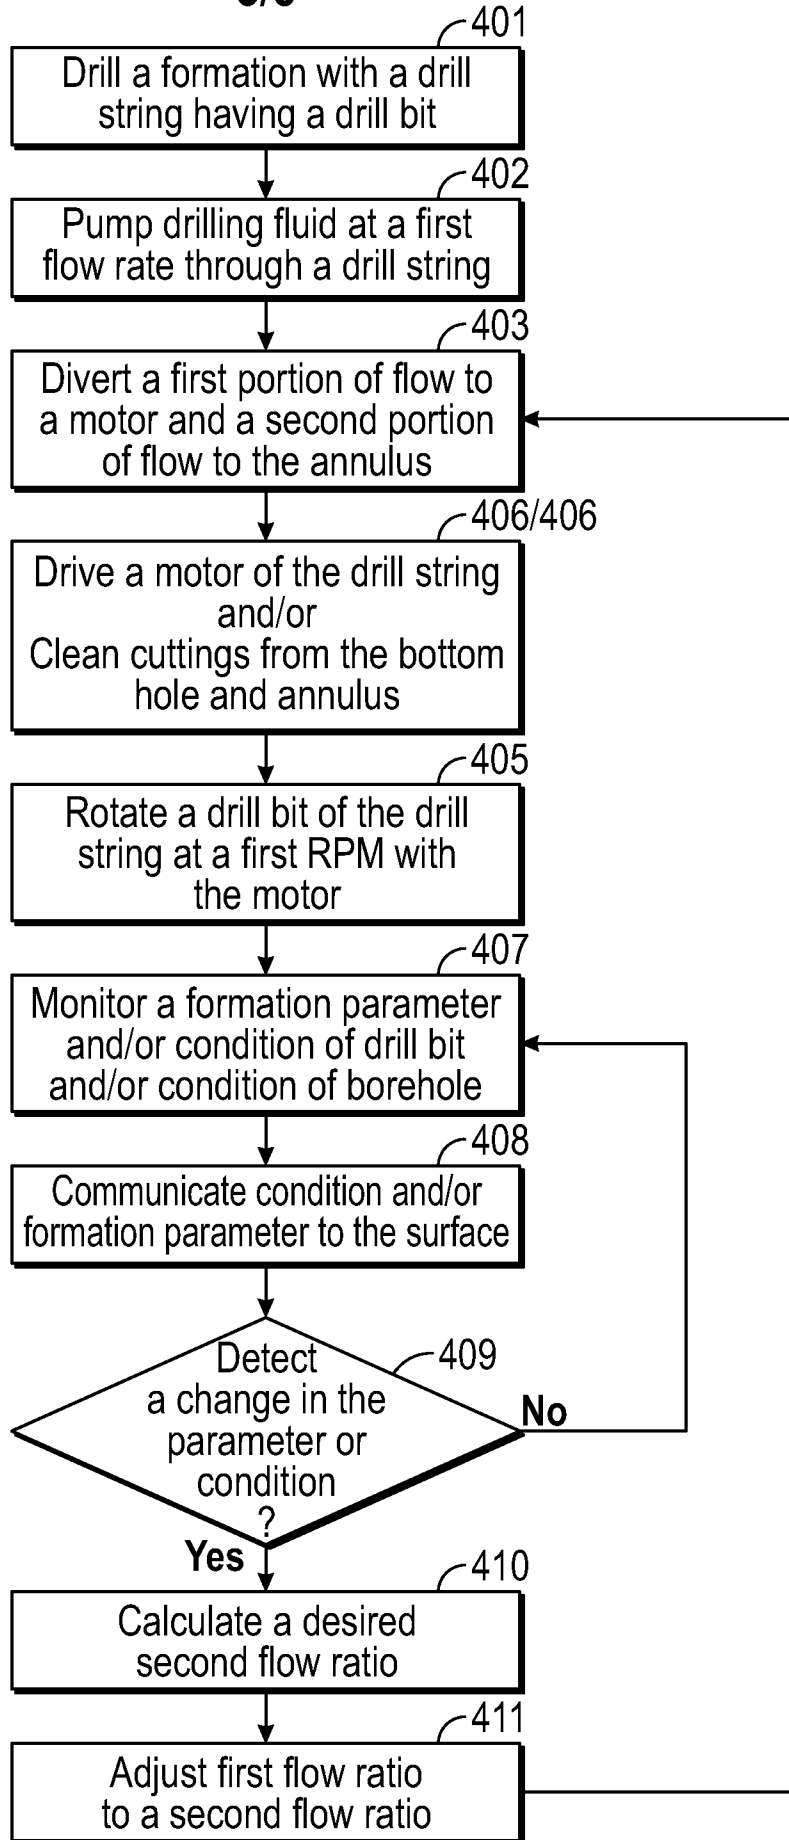 401
Drill a formation with a drill
string having a drill bit
402
Pump drilling fluid at a first
flow rate through a drill string
403
Divert a first portion of flow to
a motor and a second portion
of flow to the annulus
406/406
Drive a motor of the drill string
and/or
Clean cuttings from the bottom
hole and annulus
405
Rotate a drill bit of the drill
string at a first RPM with
the motor
407
Monitor a formation parameter
and/or condition of drill bit
and/or condition of borehole
408
Communicate condition and/or
formation parameter to the surface
409
Detect
a change in the
parameter or
condition
?
No
Yes
410
Calculate a desired
second flow ratio
411
Adjust first flow ratio
to a second flow ratio